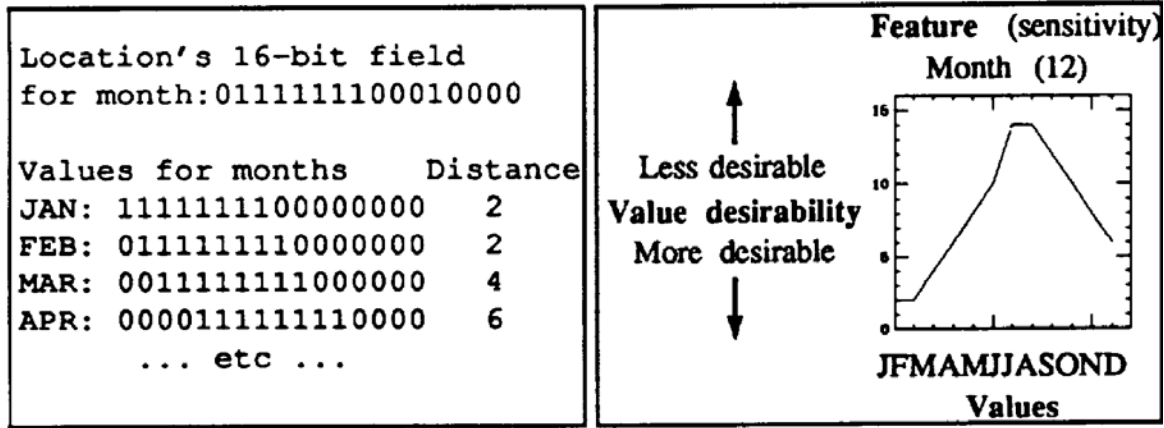 Location's 16-bit field
for month:0111111100010000
Values for months Distance
JAN: 1111111100000000 2
FEB: 0111111110000000 2
MAR: 0011111111000000 4
APR: 0000111111110000 6
... etc ...
Less desirable
Value desirability
More desirable
Feature (sensitivity)
Month (12)
15
10
5
0
JFMAMJJASOND
Values